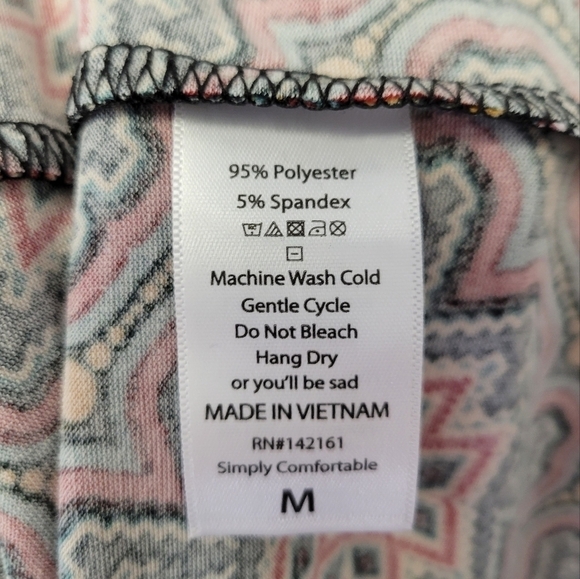 95% Polyester
5% Spandex
Machine Wash Cold
Gentle Cycle
Do Not Bleach
Hang Dry
or you'll be sad
MADE IN VIETNAM
RN#142161
Simply Comfortable
M